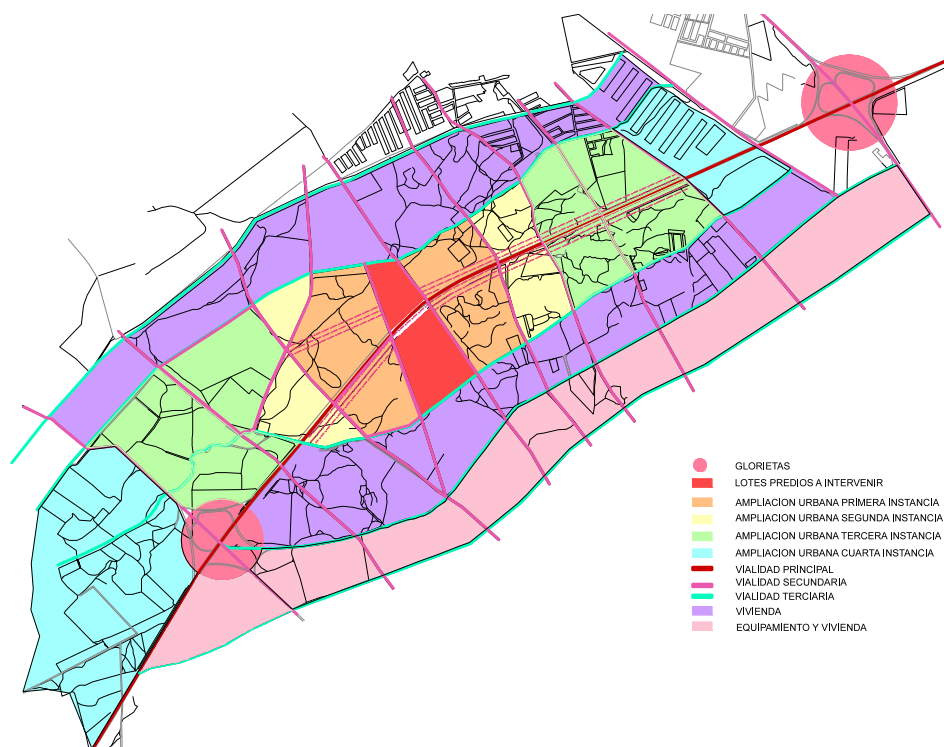 GLORIETAS
LOTES PREDIOS A INTERVENIR
AMPLIACION URBANA PRIMERA INSTANCIA
AMPLIACION URBANA SEGUNDA INSTANCIA
AMPLIACION URBANA TERCERA INSTANCIA
AMPLIACION URBANA CUARTA INSTANCIA
VIALIDAD PRINCIPAL
VIALIDAD SECUNDARIA
VIALIDAD TERCIARIA
VIVIENDA
EQUIPAMIENTO Y VIVIENDA